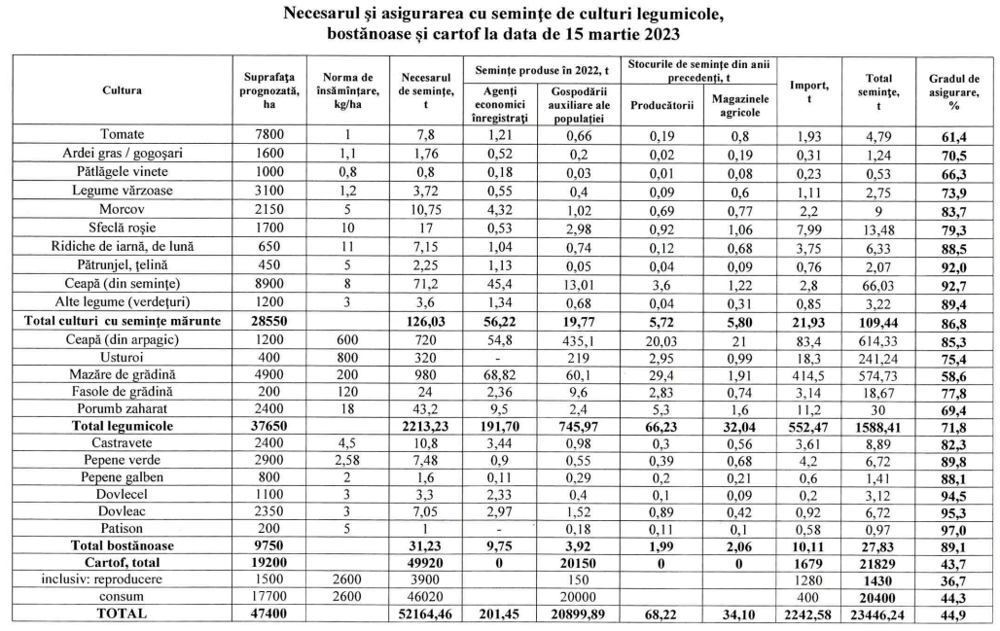 Necesarul şi asigurarea cu seminţe de culturi legumicole,
bostănoase și cartof la data de 15 martie 2023
Cultura | Suprafaţa prognozată, ha | Norma de însămînţare, kg/ha | Necesarul de seminţe, t | Seminţe produse în 2022, t | Stocurile de seminţe din anii precedenţi, t | Import, t | Total seminţe, t | Gradul de asigurare, %
Agenţi economici înregistraţi | Gospodării auxiliare ale populaţiei | Producătorii | Magazinele agricole
Tomate | 7800 | 1 | 7,8 | 1,21 | 0,66 | 0,19 | 0,8 | 1,93 | 4,79 | 61,4
Ardei gras / gogoşari | 1600 | 1,1 | 1,76 | 0,52 | 0,2 | 0,02 | 0,19 | 0,31 | 1,24 | 70,5
Pătlăgele vinete | 1000 | 0,8 | 0,8 | 0,18 | 0,03 | 0,01 | 0,08 | 0,23 | 0,53 | 66,3
Legume vărzoase | 3100 | 1,2 | 3,72 | 0,55 | 0,4 | 0,09 | 0,6 | 1,11 | 2,75 | 73,9
Morcov | 2150 | 5 | 10,75 | 4,32 | 1,02 | 0,69 | 0,77 | 2,2 | 9 | 83,7
Sfeclă roşie | 1700 | 10 | 17 | 0,53 | 2,98 | 0,92 | 1,06 | 7,99 | 13,48 | 79,3
Ridiche de iarnă, de lună | 650 | 11 | 7,15 | 1,04 | 0,74 | 0,12 | 0,68 | 3,75 | 6,33 | 88,5
Pătrunjel, ţelină | 450 | 5 | 2,25 | 1,13 | 0,05 | 0,04 | 0,09 | 0,76 | 2,07 | 92,0
Ceapă (din seminţe) | 8900 | 8 | 71,2 | 45,4 | 13,01 | 3,6 | 1,22 | 2,8 | 66,03 | 92,7
Alte legume (verdeţuri) | 1200 | 3 | 3,6 | 1,34 | 0,68 | 0,04 | 0,31 | 0,85 | 3,22 | 89,4
Total culturi cu seminţe mărunte | 28550 | 126,03 | 56,22 | 19,77 | 5,72 | 5,80 | 21,93 | 109,44 | 86,8
Ceapă (din arpagic) | 1200 | 600 | 720 | 54,8 | 435,1 | 20,03 | 21 | 83,4 | 614,33 | 85,3
Usturoi | 400 | 800 | 320 | - | 219 | 2,95 | 0,99 | 18,3 | 241,24 | 75,4
Mazăre de grădină | 4900 | 200 | 980 | 68,82 | 60,1 | 29,4 | 1,91 | 414,5 | 574,73 | 58,6
Fasole de grădină | 200 | 120 | 24 | 2,36 | 9,6 | 2,83 | 0,74 | 3,14 | 18,67 | 77,8
Porumb zaharat | 2400 | 18 | 43,2 | 9,5 | 2,4 | 5,3 | 1,6 | 11,2 | 30 | 69,4
Total legumicole | 37650 | 2213,23 | 191,70 | 745,97 | 66,23 | 32,04 | 552,47 | 1588,41 | 71,8
Castravete | 2400 | 4,5 | 10,8 | 3,44 | 0,98 | 0,3 | 0,56 | 3,61 | 8,89 | 82,3
Pepene verde | 2900 | 2,58 | 7,48 | 0,9 | 0,55 | 0,39 | 0,68 | 4,2 | 6,72 | 89,8
Pepene galben | 800 | 2 | 1,6 | 0,11 | 0,29 | 0,2 | 0,21 | 0,6 | 1,41 | 88,1
Dovlecel | 1100 | 3 | 3,3 | 2,33 | 0,4 | 0,1 | 0,09 | 0,2 | 3,12 | 94,5
Dovleac | 2350 | 3 | 7,05 | 2,97 | 1,52 | 0,89 | 0,42 | 0,92 | 6,72 | 95,3
Patison | 200 | 5 | 1 | - | 0,18 | 0,11 | 0,1 | 0,58 | 0,97 | 97,0
Total bostănoase | 9750 | 31,23 | 9,75 | 3,92 | 1,99 | 2,06 | 10,11 | 27,83 | 89,1
Cartof, total | 19200 | 49920 | 0 | 20150 | 0 | 0 | 1679 | 21829 | 43,7
inclusiv: reproducere | 1500 | 2600 | 3900 | 150 | 1280 | 1430 | 36,7
consum | 17700 | 2600 | 46020 | 20000 | 400 | 20400 | 44,3
TOTAL | 47400 | 52164,46 | 201,45 | 20899,89 | 68,22 | 34,10 | 2242,58 | 23446,24 | 44,9